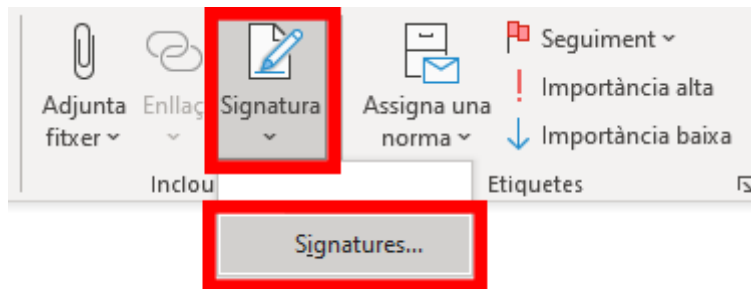 Adjunta
fitxer
Enllaç
Signatura
Assigna una
norma
Seguiment
Importància alta
Importància baixa
Inclou
Etiquetes
Signatures...